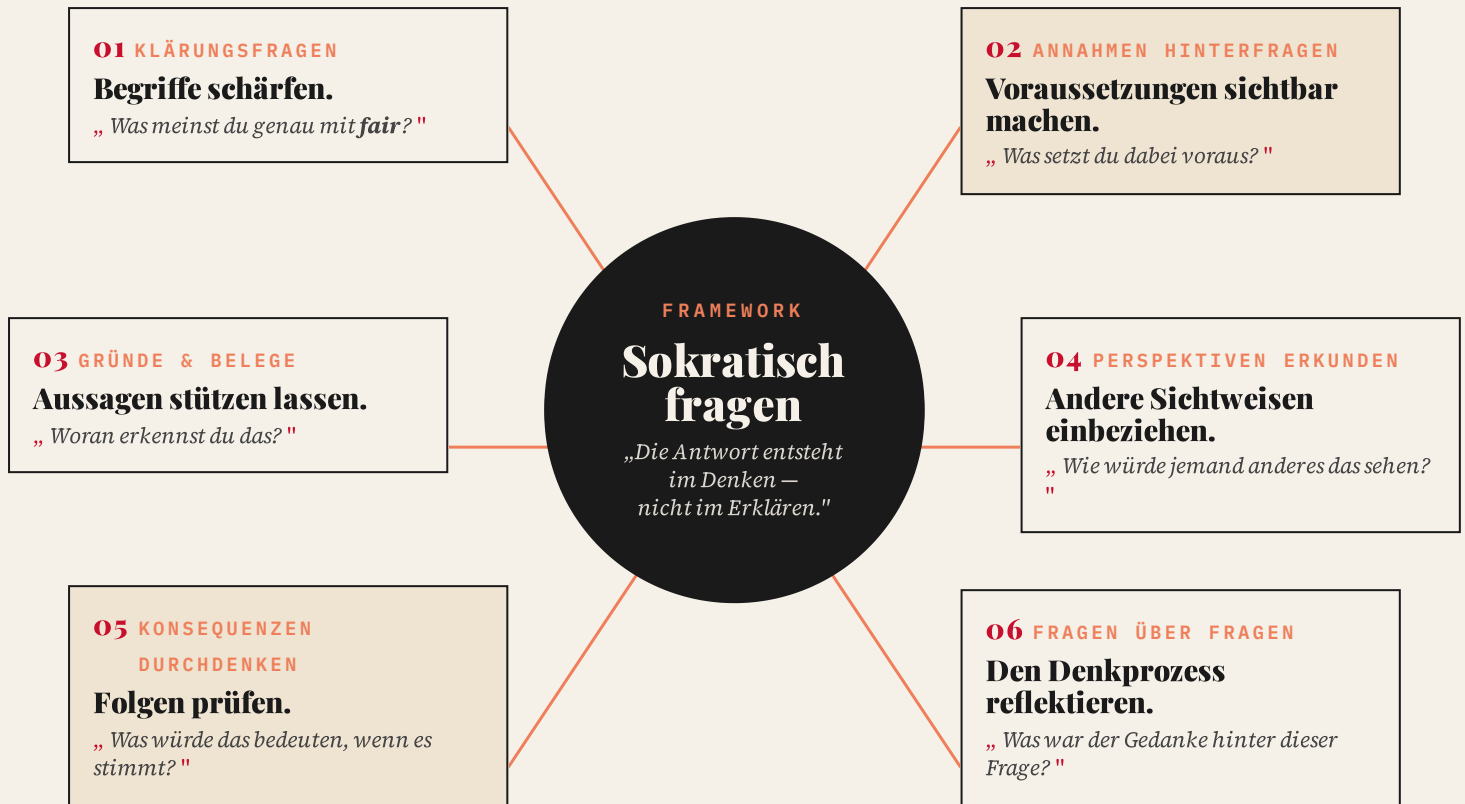 01 KLÄRUNGSFRAGEN
Begriffe schärfen.
„ Was meinst du genau mit fair? "
02 ANNAHMEN HINTERFRAGEN
Voraussetzungen sichtbar
machen.
„ Was setzt du dabei voraus? "
FRAMEWORK
Sokratisch
fragen
„Die Antwort entsteht
im Denken —
nicht im Erklären."
03 GRÜNDE & BELEGE
Aussagen stützen lassen.
„ Woran erkennst du das? "
04 PERSPEKTIVEN ERKUNDEN
Andere Sichtweisen
einbeziehen.
„ Wie würde jemand anderes das sehen?
"
05 KONSEQUENZEN
DURCHDENKEN
Folgen prüfen.
„ Was würde das bedeuten, wenn es
stimmt? "
06 FRAGEN ÜBER FRAGEN
Den Denkprozess
reflektieren.
„ Was war der Gedanke hinter dieser
Frage? "